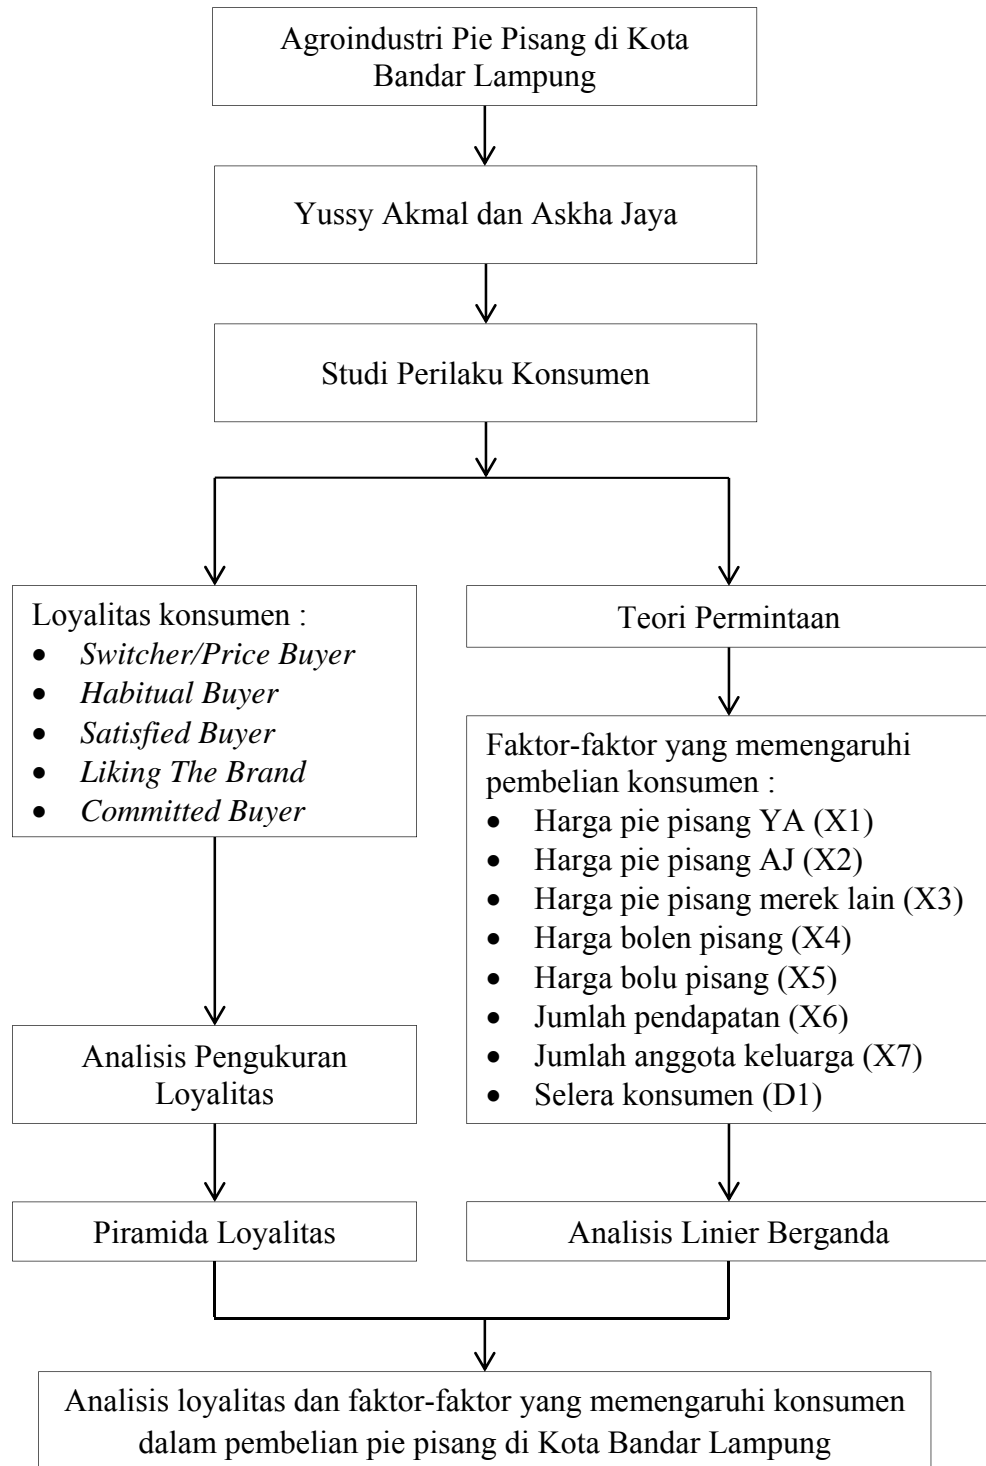 Agroindustri Pie Pisang di Kota
Bandar Lampung
Yussy Akmal dan Askha Jaya
Studi Perilaku Konsumen
Loyalitas konsumen :
• Switcher/Price Buyer
• Habitual Buyer
• Satisfied Buyer
• Liking The Brand
• Committed Buyer
Analisis Pengukuran
Loyalitas
Piramida Loyalitas
Teori Permintaan
Faktor-faktor yang memengaruhi
pembelian konsumen :
• Harga pie pisang YA (X1)
• Harga pie pisang AJ (X2)
• Harga pie pisang merek lain (X3)
• Harga bolen pisang (X4)
• Harga bolu pisang (X5)
• Jumlah pendapatan (X6)
• Jumlah anggota keluarga (X7)
• Selera konsumen (D1)
Analisis Linier Berganda
Analisis loyalitas dan faktor-faktor yang memengaruhi konsumen
dalam pembelian pie pisang di Kota Bandar Lampung